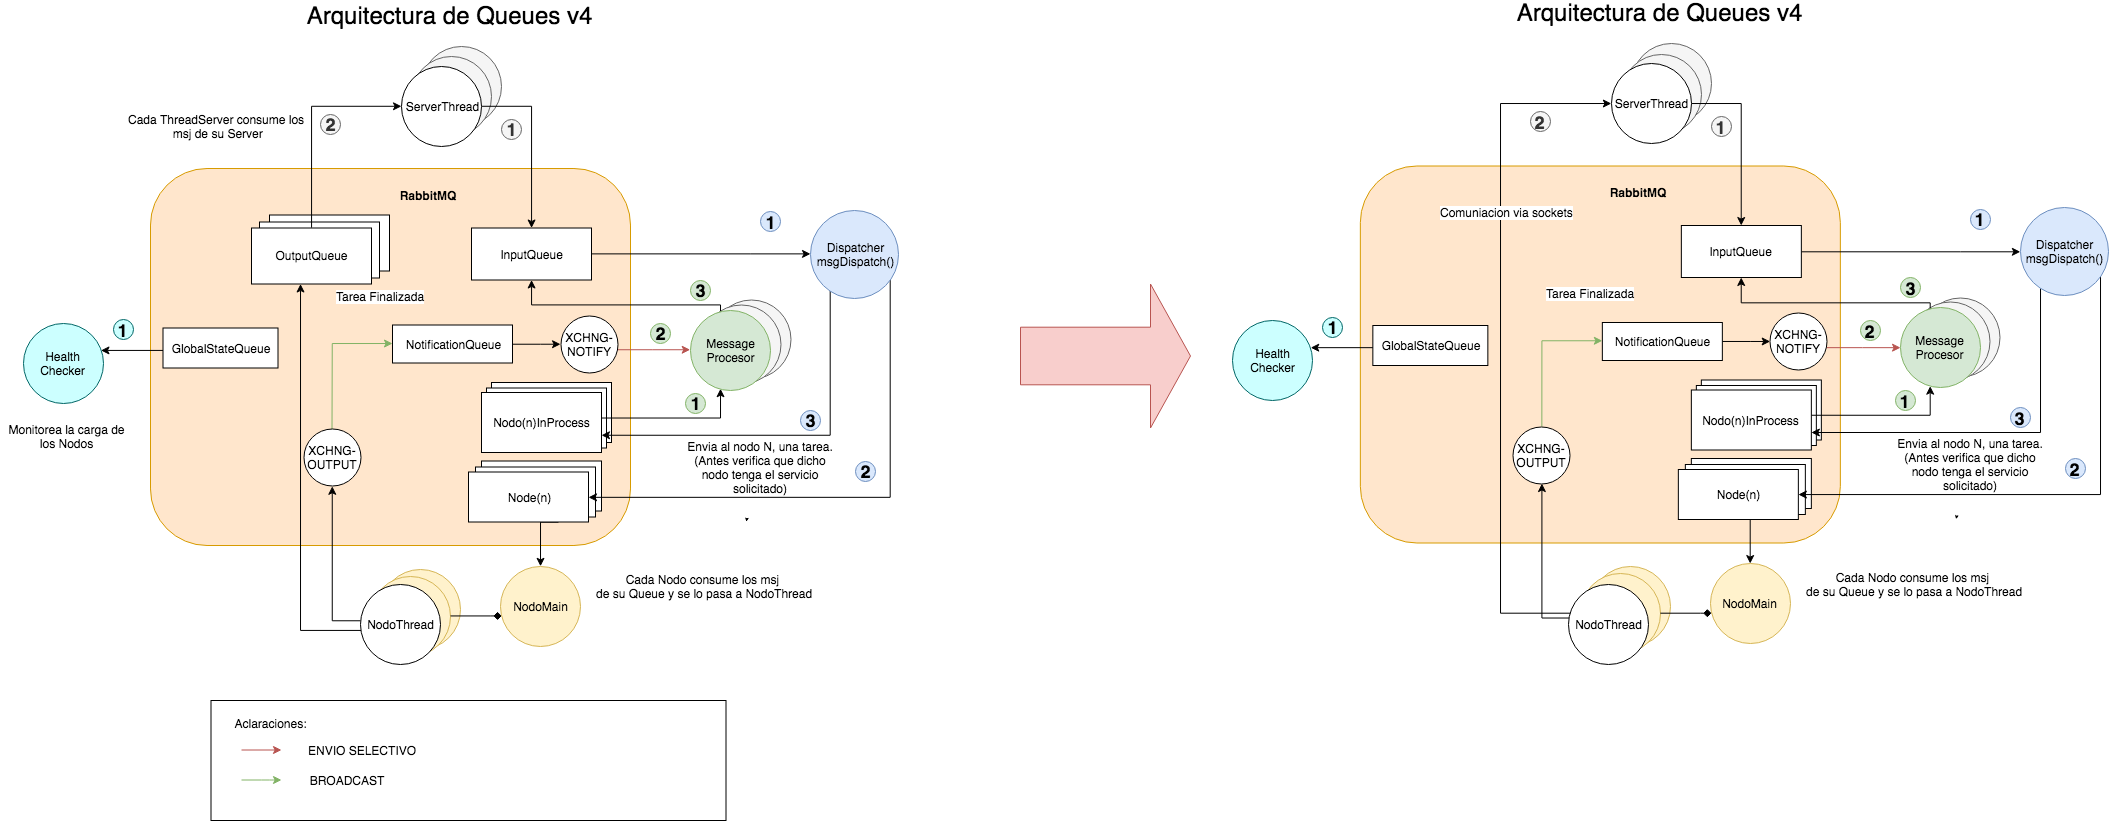 Arquitectura de Queues v4
ServerThread
Cada ThreadServer consume los
msj de su Server
2
1
RabbitMQ
1
OutputQueue
InputQueue
Dispatcher
msgDispatch()
Tarea Finalizada
3
1
GlobalStateQueue
Health
Checker
NotificationQueue
XCHNG-
NOTIFY
2
Message
Procesor
1
Monitorea la carga de
los Nodos
Nodo(n)InProcess
3
XCHNG-
OUTPUT
Envia al nodo N, una tarea.
(Antes verifica que dicho
nodo tenga el servicio
solicitado)
2
Node(n)
Cada Nodo consume los msj
de su Queue y se lo pasa a NodoThread
NodoMain
NodoThread
Aclaraciones:
ENVIO SELECTIVO
BROADCAST
Arquitectura de Queues v4
ServerThread
2
1
RabbitMQ
Comuniacion via sockets
1
InputQueue
Dispatcher
msgDispatch()
Tarea Finalizada
3
1
GlobalStateQueue
Health
Checker
NotificationQueue
XCHNG-
NOTIFY
2
Message
Procesor
1
Nodo(n)InProcess
3
XCHNG-
OUTPUT
Envia al nodo N, una tarea.
(Antes verifica que dicho
nodo tenga el servicio
solicitado)
2
Node(n)
Cada Nodo consume los msj
de su Queue y se lo pasa a NodoThread
NodoMain
NodoThread